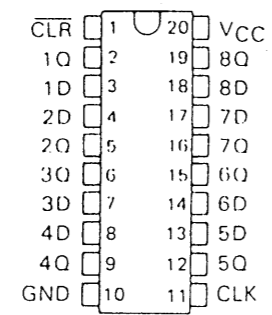 CLR 1 20 VCC
1Q 2 19 8Q
1D 3 18 8D
2D 4 17 7D
2Q 5 16 7Q
3Q 6 15 6Q
3D 7 14 6D
4D 8 13 5D
4Q 9 12 5Q
GND 10 11 CLK